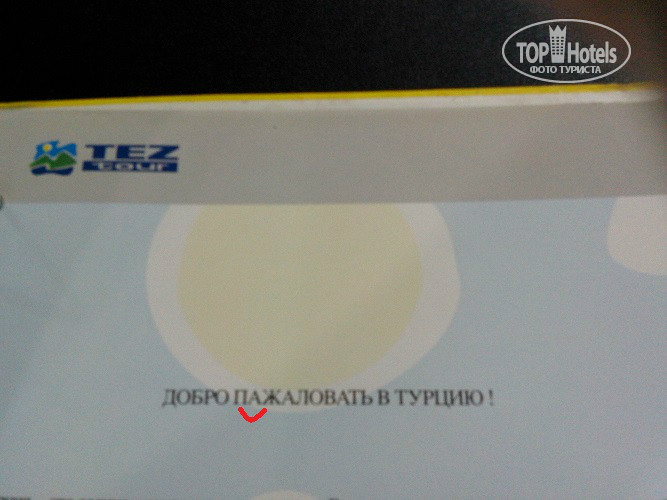 TOP Hotels
ФОТО ТУРИСТА
TEZ
tour
ДОБРО ПАЖАЛОВАТЬ В ТУРЦИЮ !